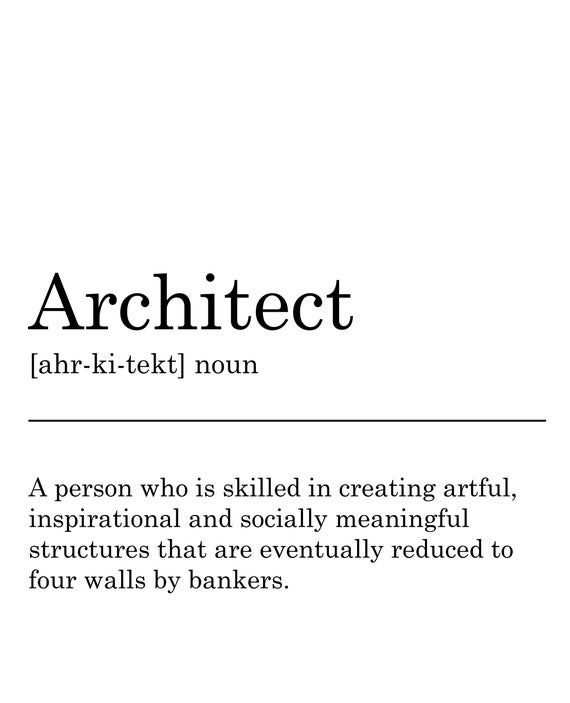 Architect
[ahr-ki-tekt] noun
A person who is skilled in creating artful,
inspirational and socially meaningful
structures that are eventually reduced to
four walls by bankers.